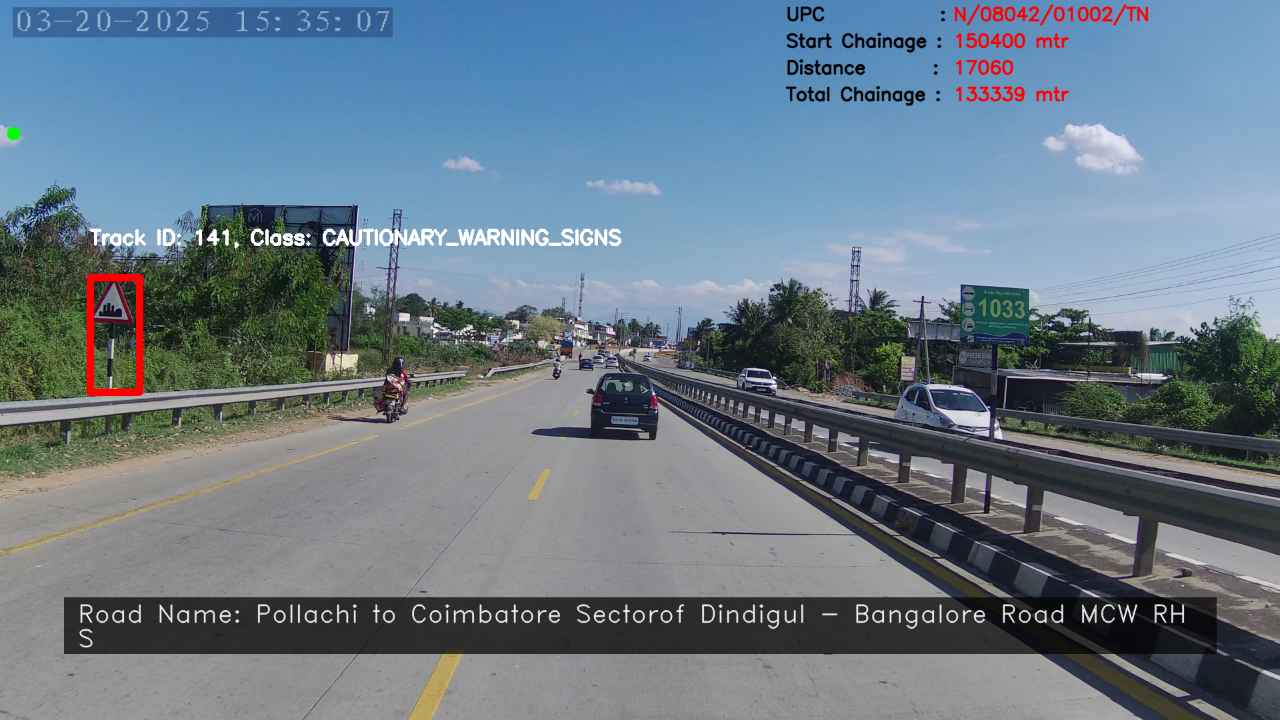 03-20-2025 15:35:07
UPC : N/08042/01002/TN
Start Chainage : 150400 mtr
Distance : 17060
Total Chainage : 133339 mtr
Track ID: 141, Class: CAUTIONARY_WARNING_SIGNS
1033
Road Name: Pollachi to Coimbatore Sectorof Dindigul - Bangalore Road MCW RH
S